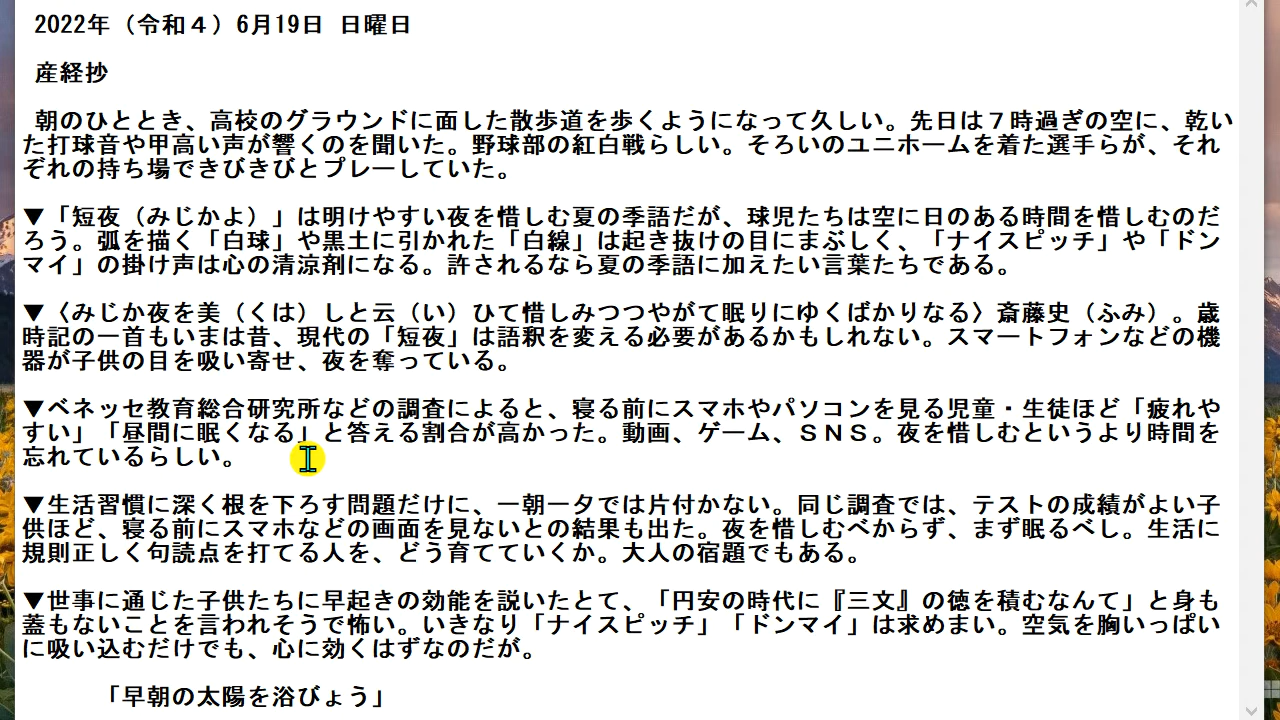 2022年（令和４）6月19日 日曜日
産経抄
朝のひととき、高校のグラウンドに面した散歩道を歩くようになって久しい。先日は７時過ぎの空に、乾い
た打球音や甲高い声が響くのを聞いた。野球部の紅白戦らしい。そろいのユニホームを着た選手らが、それ
ぞれの持ち場できびきびとプレーしていた。
▼「短夜（みじかよ）」は明けやすい夜を惜しむ夏の季語だが、球児たちは空に日のある時間を惜しむのだ
ろう。弧を描く「白球」や黒土に引かれた「白線」は起き抜けの目にまぶしく、「ナイスピッチ」や「ドン
マイ」の掛け声は心の清涼剤になる。許されるなら夏の季語に加えたい言葉たちである。
▼〈みじか夜を美（くは）しと云（い）ひて惜しみつつやがて眠りにゆくばかりなる〉斎藤史（ふみ）。歳
時記の一首もいまは昔、現代の「短夜」は語釈を変える必要があるかもしれない。スマートフォンなどの機
器が子供の目を吸い寄せ、夜を奪っている。
▼ベネッセ教育総合研究所などの調査によると、寝る前にスマホやパソコンを見る児童・生徒ほど「疲れや
すい」「昼間に眠くなる」と答える割合が高かった。動画、ゲーム、ＳＮＳ。夜を惜しむというより時間を
忘れているらしい。
▼生活習慣に深く根を下ろす問題だけに、一朝一夕では片付かない。同じ調査では、テストの成績がよい子
供ほど、寝る前にスマホなどの画面を見ないとの結果も出た。夜を惜しむべからず、まず眠るべし。生活に
規則正しく句読点を打てる人を、どう育てていくか。大人の宿題でもある。
▼世事に通じた子供たちに早起きの効能を説いたとて、「円安の時代に『三文』の徳を積むなんて」と身も
蓋もないことを言われそうで怖い。いきなり「ナイスピッチ」「ドンマイ」は求めまい。空気を胸いっぱい
に吸い込むだけでも、心に効くはずなのだが。
「早朝の太陽を浴びょう」